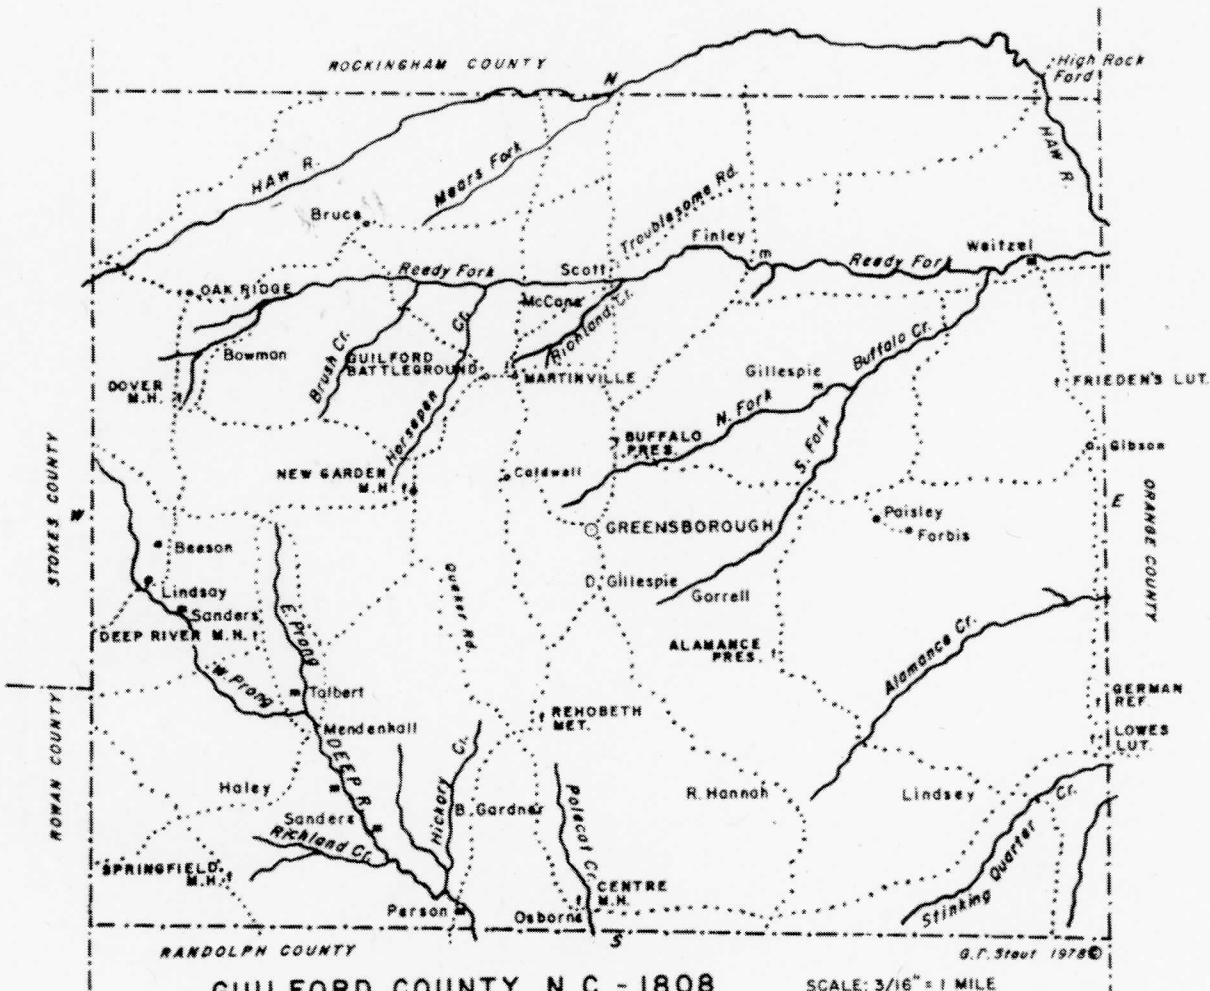 ROCKINGHAM COUNTY
N
High Rock
Ford
HAW R.
HAW R.
Mears Fork
Bruce
Troublesome Rd.
Finley
m
Weitzel
Reedy Fork
Scott
Reedy Fork
OAK RIDGE
McCane
Richland Cr.
Bowmon
Brush Cr.
GUILFORD
BATTLEGROUND
Horsepen
Cr.
MARTINVILLE
Buffalo Cr.
Gillespie
N. Fork
S. Fork
DOVER
M.H.
FRIEDEN'S LUT.
BUFFALO
PRES.
Gibson
NEW GARDEN
M.H.
Caldwell
STOKES COUNTY
W
ORANGE COUNTY
E
GREENSBOROUGH
Paisley
Forbis
Beeson
Lindsay
Sanders
DEEP RIVER M.H.
E. Prong
Quaker Rd.
D. Gillespie
Gorrell
ALAMANCE
PRES.
Alamance Cr.
W. Prong
Talbert
Mendenhall
REHOBETH
MET.
GERMAN
REF.
LOWES
LUT.
ROWAN COUNTY
DEEP R.
Haley
Hickory
Cr.
B. Gardner
Polecat Cr.
R. Hannah
Lindsey
Stinking Quarter
Cr.
Sanders
Richland Cr.
SPRINGFIELD
M.H.
Person
Osborne
CENTRE
M.H.
S
RANDOLPH COUNTY
G.T. Stout 1978©
GUILFORD COUNTY, N.C. - 1808
SCALE: 3/16" = 1 MILE